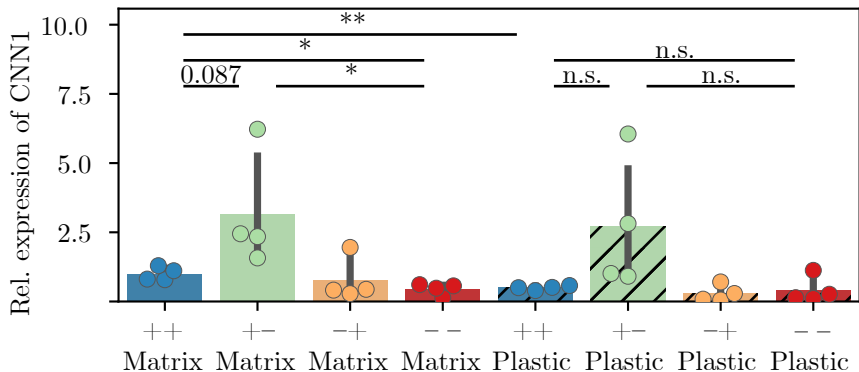 Rel. expression of CNN1
10.0
7.5
5.0
2.5
**
*
n.s.
0.087
*
n.s.
n.s.
++ +− −+ −− ++ +− −+ −−
Matrix Matrix Matrix Matrix Plastic Plastic Plastic Plastic